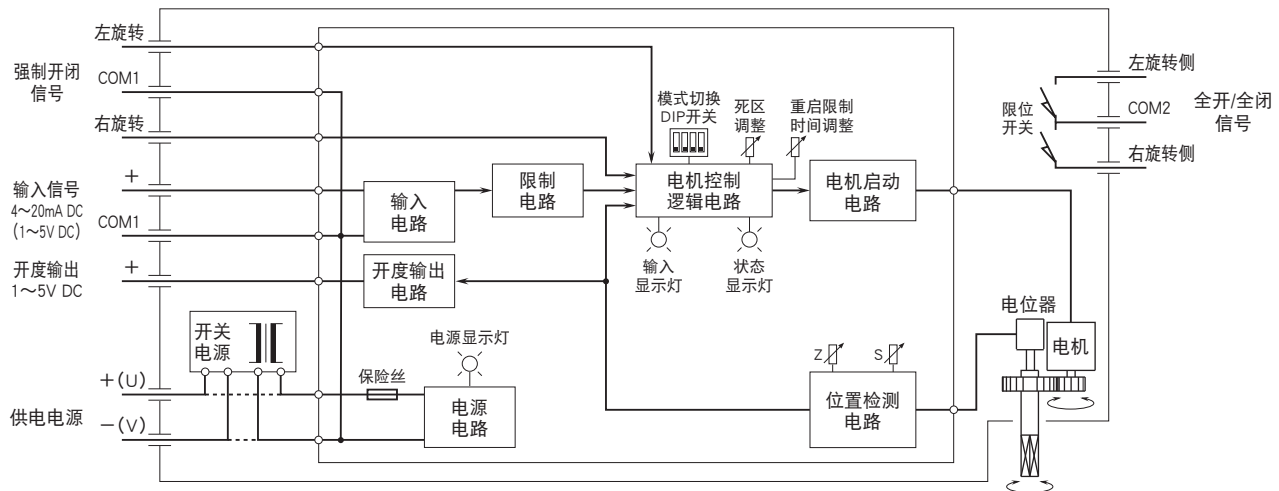 左旋转
强制开闭
信号
COM1
右旋转
+
输入信号
4～20mA DC
(1～5V DC)
COM1
开度输出
1～5V DC
+
供电电源
+(U)
-(V)
开关
电源
保险丝
电源显示灯
电源
电路
输入
电路
限制
电路
开度输出
电路
模式切换
DIP开关
死区
调整
重启限制
时间调整
电机控制
逻辑电路
电机启动
电路
输入
显示灯
状态
显示灯
Z
S
位置检测
电路
电位器
电机
限位
开关
左旋转侧
COM2
右旋转侧
全开/全闭
信号